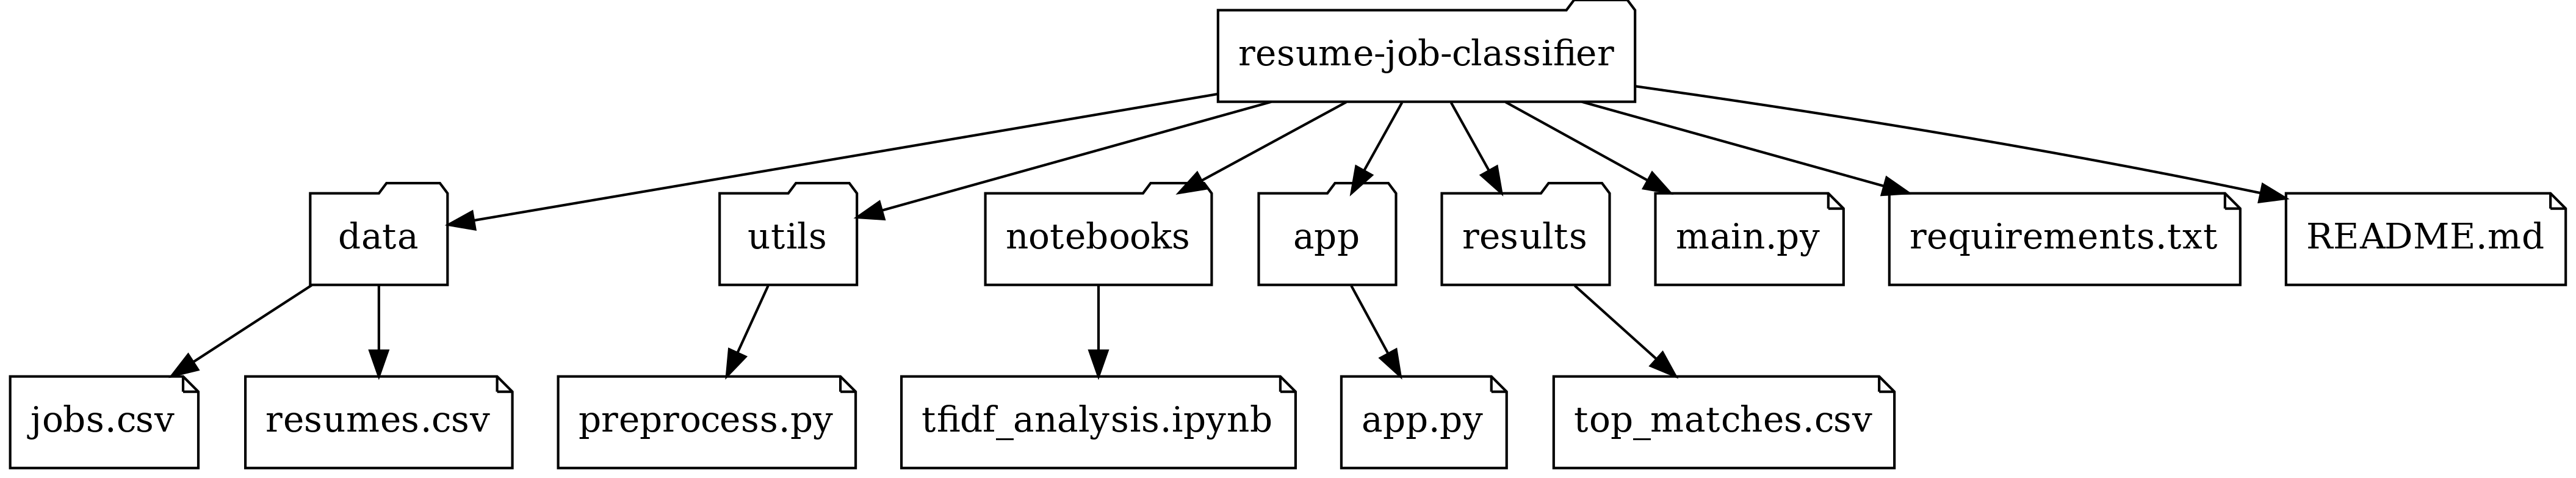 resume-job-classifier
data
utils
notebooks
app
results
main.py
requirements.txt
README.md
jobs.csv
resumes.csv
preprocess.py
tfidf_analysis.ipynb
app.py
top_matches.csv